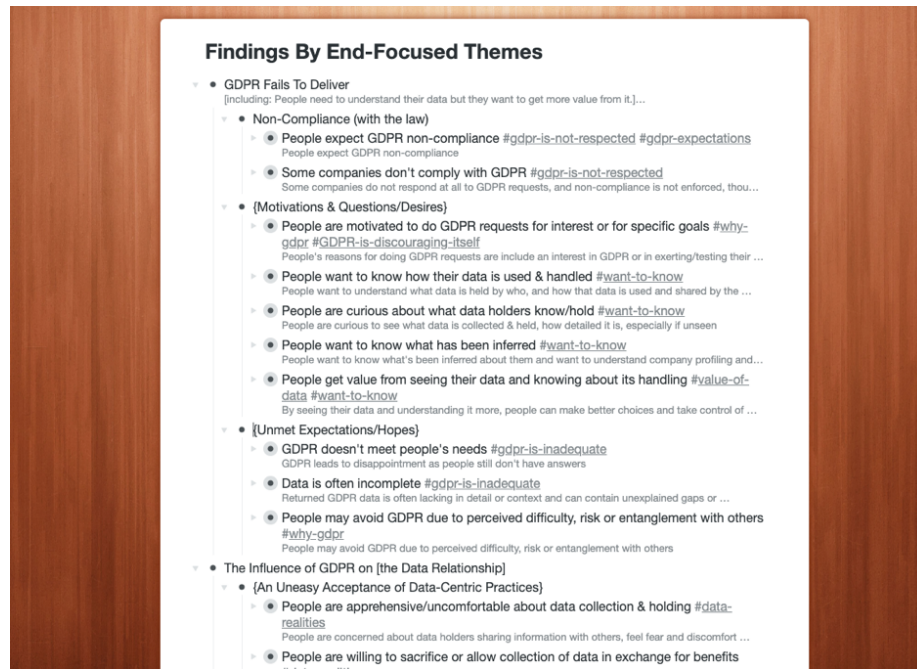 Findings By End-Focused Themes
GDPR Fails To Deliver
[including: People need to understand their data but they want to get more value from it.]...
Non-Compliance (with the law)
People expect GDPR non-compliance #gdpr-is-not-respected #gdpr-expectations
People expect GDPR non-compliance
Some companies don't comply with GDPR #gdpr-is-not-respected
Some companies do not respond at all to GDPR requests, and non-compliance is not enforced, thou...
{Motivations & Questions/Desires}
People are motivated to do GDPR requests for interest or for specific goals #why-
gdpr #GDPR-is-discouraging-itself
People's reasons for doing GDPR requests are include an interest in GDPR or in exerting/testing their ...
People want to know how their data is used & handled #want-to-know
People want to understand what data is held by who, and how that data is used and shared by the ...
People are curious about what data holders know/hold #want-to-know
People are curious to see what data is collected & held, how detailed it is, especially if unseen
People want to know what has been inferred #want-to-know
People want to know what's been inferred about them and want to understand company profiling and...
People get value from seeing their data and knowing about its handling #value-of-
data #want-to-know
By seeing their data and understanding it more, people can make better choices and take control of ...
{Unmet Expectations/Hopes}
GDPR doesn't meet people's needs #gdpr-is-inadequate
GDPR leads to disappointment as people still don't have answers
Data is often incomplete #gdpr-is-inadequate
Returned GDPR data is often lacking in detail or context and can contain unexplained gaps or ...
People may avoid GDPR due to perceived difficulty, risk or entanglement with others
#why-gdpr
People may avoid GDPR due to perceived difficulty, risk or entanglement with others
The Influence of GDPR on [the Data Relationship]
{An Uneasy Acceptance of Data-Centric Practices}
People are apprehensive/uncomfortable about data collection & holding #data-
realities
People are concerned about data holders sharing information with others, feel fear and discomfort ...
People are willing to sacrifice or allow collection of data in exchange for benefits